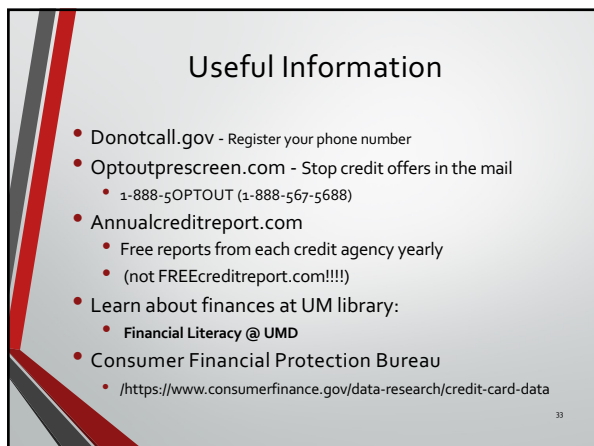 Useful Information
• Donotcall.gov - Register your phone number
• Optoutprescreen.com - Stop credit offers in the mail
• 1-888-5OPTOUT (1-888-567-5688)
• Annualcreditreport.com
• Free reports from each credit agency yearly
• (not FREEcreditreport.com!!!!)
• Learn about finances at UM library:
• Financial Literacy @ UMD
• Consumer Financial Protection Bureau
• /https://www.consumerfinance.gov/data-research/credit-card-data
33